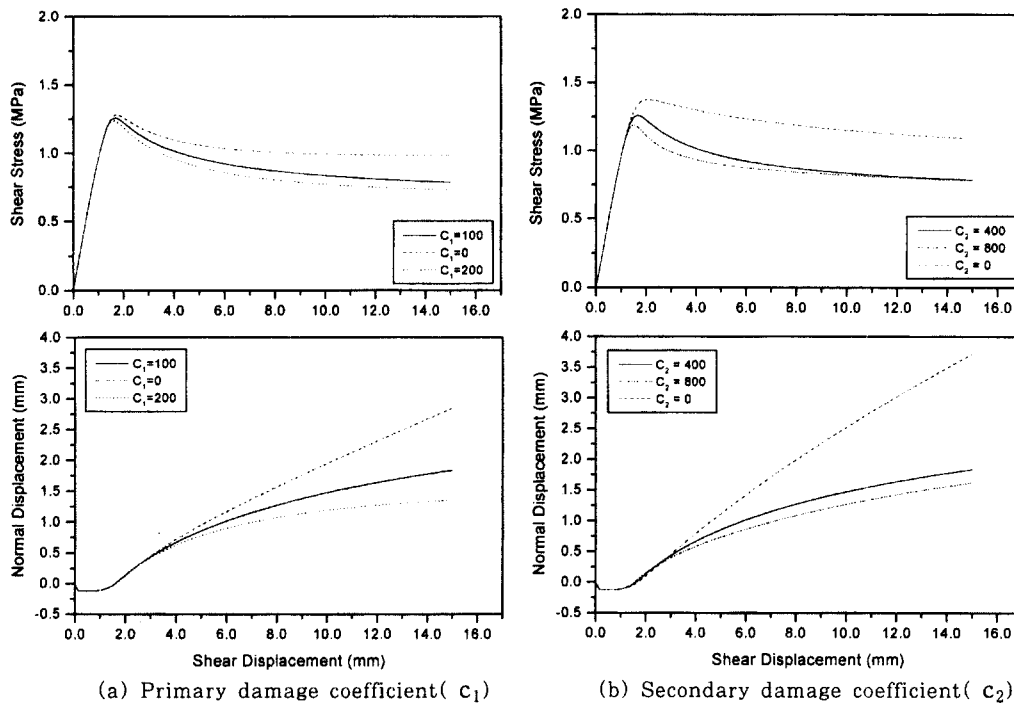 2.0
1.5
1.0
0.5
0.0
Shear Stress (MPa)
C₁=100
C₁=0
C₁=200
0.0 2.0 4.0 6.0 8.0 10.0 12.0 14.0 16.0
4.0
3.5
3.0
2.5
2.0
1.5
1.0
0.5
0.0
-0.5
Normal Displacement (mm)
C₁=100
C₁=0
C₁=200
0.0 2.0 4.0 6.0 8.0 10.0 12.0 14.0 16.0
Shear Displacement (mm)
(a) Primary damage coefficient( c₁)
2.0
1.5
1.0
0.5
0.0
Shear Stress (MPa)
C₂ = 400
C₂ = 800
C₂ = 0
0.0 2.0 4.0 6.0 8.0 10.0 12.0 14.0 16.0
4.0
3.5
3.0
2.5
2.0
1.5
1.0
0.5
0.0
-0.5
Normal Displacement (mm)
C₂ = 400
C₂ = 800
C₂ = 0
0.0 2.0 4.0 6.0 8.0 10.0 12.0 14.0 16.0
Shear Displacement (mm)
(b) Secondary damage coefficient( c₂)